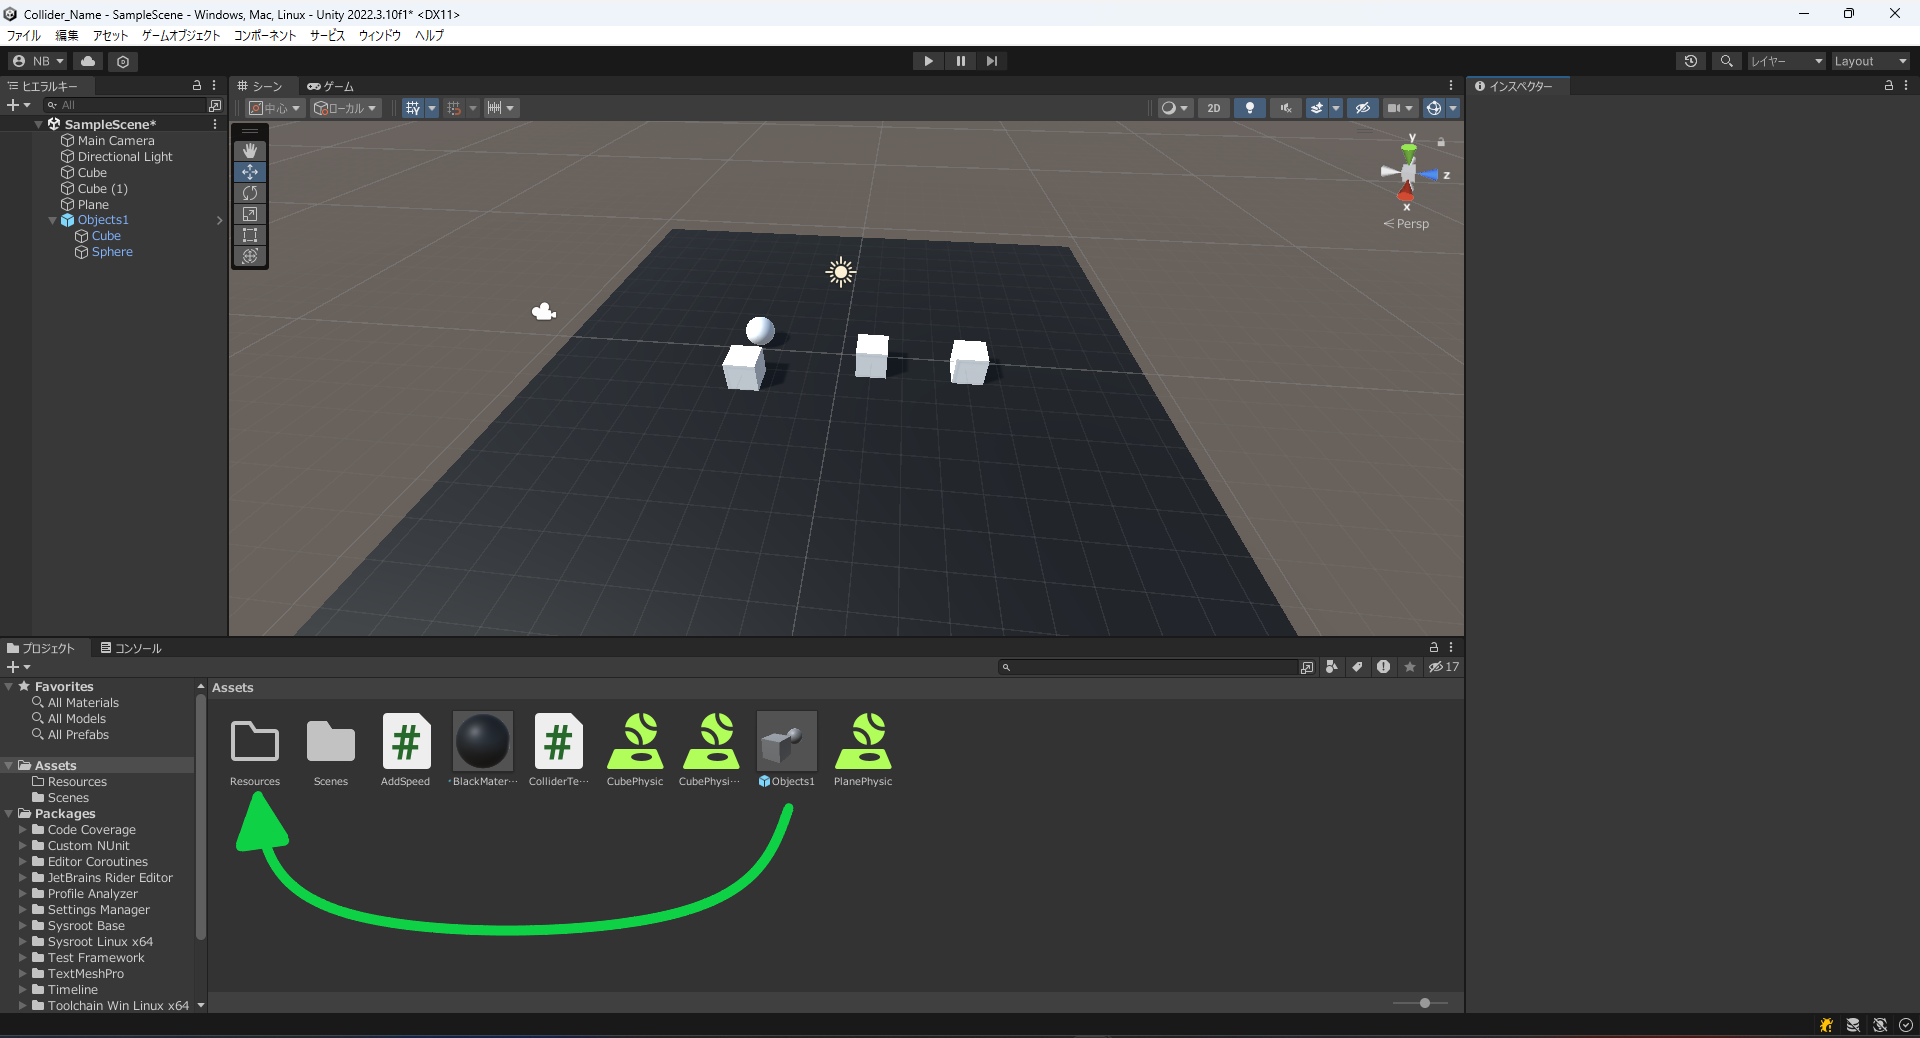 Collider_Name - SampleScene - Windows, Mac, Linux - Unity 2022.3.10f1* <DX11>
ファイル 編集 アセット ゲームオブジェクト コンポーネント サービス ウィンドウ ヘルプ
NB
レイヤー Layout
ヒエラルキー
All
SampleScene*
Main Camera
Directional Light
Cube
Cube (1)
Plane
Objects1
Cube
Sphere
シーン ゲーム
中心 ローカル 2D
y
z
x
Persp
インスペクター
プロジェクト コンソール
17
Favorites
All Materials
All Models
All Prefabs
Assets
Resources
Scenes
Packages
Code Coverage
Custom NUnit
Editor Coroutines
JetBrains Rider Editor
Profile Analyzer
Settings Manager
Sysroot Base
Sysroot Linux x64
Test Framework
TextMeshPro
Timeline
Toolchain Win Linux x64
Assets
# #
Resources Scenes AddSpeed BlackMater... ColliderTe... CubePhysic CubePhysi... Objects1 PlanePhysic